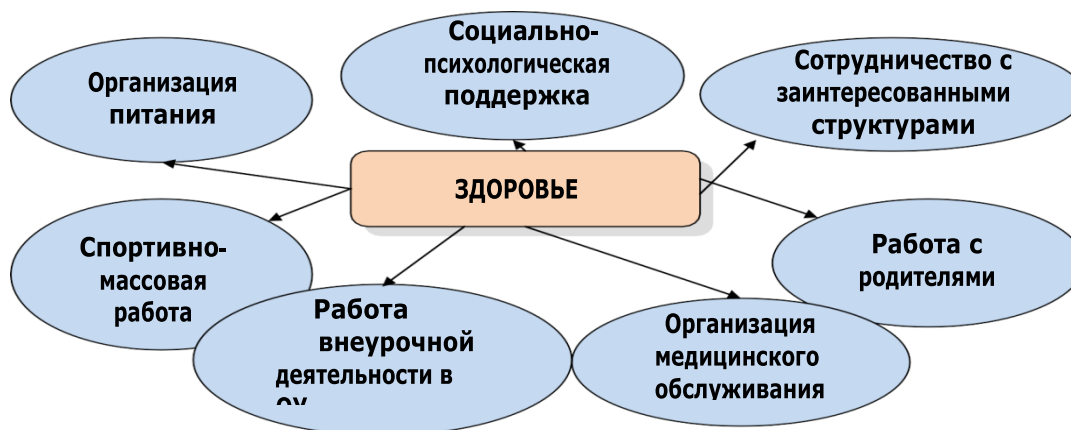 Социально-
психологическая
поддержка
Организация
питания
Сотрудничество с
заинтересованными
структурами
ЗДОРОВЬЕ
Спортивно-
массовая
работа
Работа с
родителями
Работа
внеурочной
деятельности в
ОУ
Организация
медицинского
обслуживания